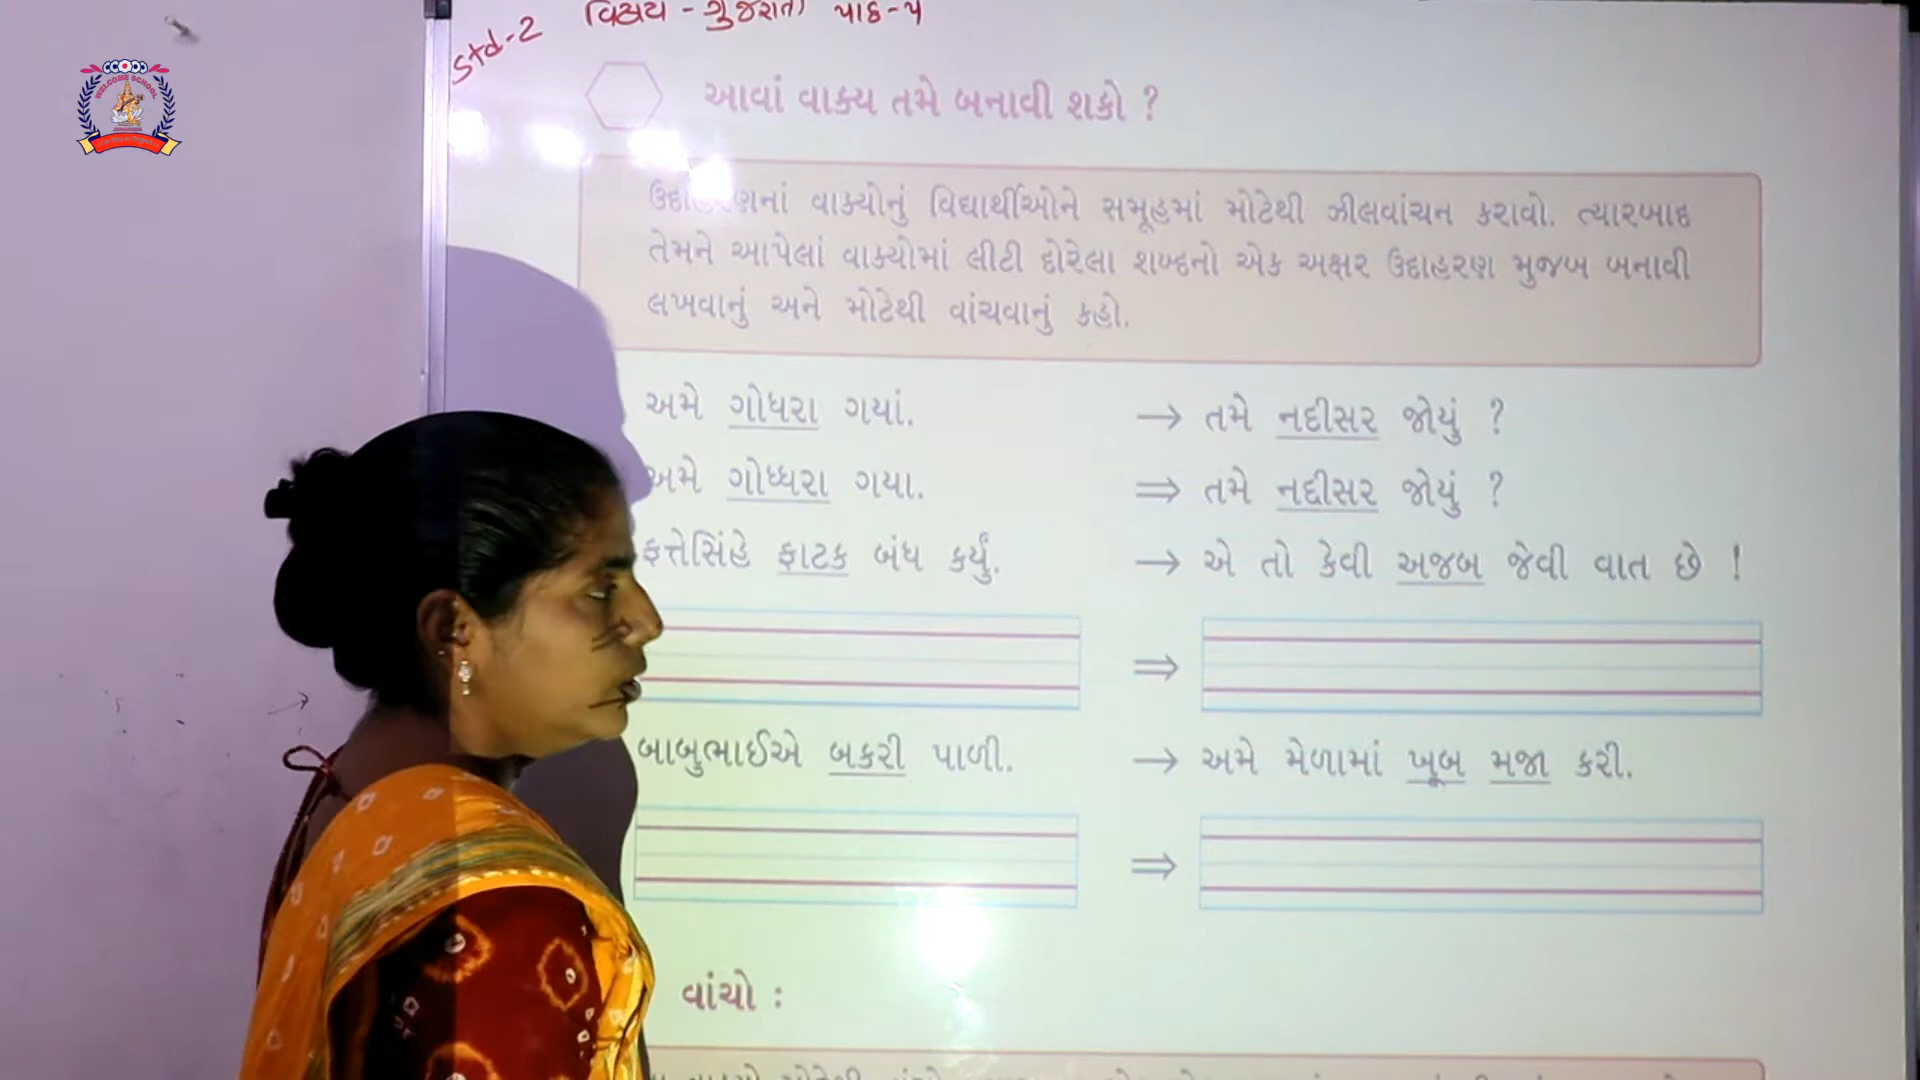 Std-2 વિષય - ગુજરાતી પાઠ-૫
WELCOME SCHOOL
આવાં વાક્ય તમે બનાવી શકો ?
ઉદાહરણનાં વાક્યોનું વિદ્યાર્થીઓને સમૂહમાં મોટેથી ઝીલવાંચન કરાવો. ત્યારબાદ
તેમને આપેલાં વાક્યોમાં લીટી દોરેલા શબ્દનો એક અક્ષર ઉદાહરણ મુજબ બનાવી
લખવાનું અને મોટેથી વાંચવાનું કહો.
અમે ગોધરા ગયાં. → તમે નદીસર જોયું ?
અમે ગોધ્ધરા ગયા. ⇒ તમે નદ્દીસર જોયું ?
ફત્તેસિંહે ફાટક બંધ કર્યું. → એ તો કેવી અજબ જેવી વાત છે !
⇒
બાબુભાઈએ બકરી પાળી. → અમે મેળામાં ખૂબ મજા કરી.
⇒
વાંચો :